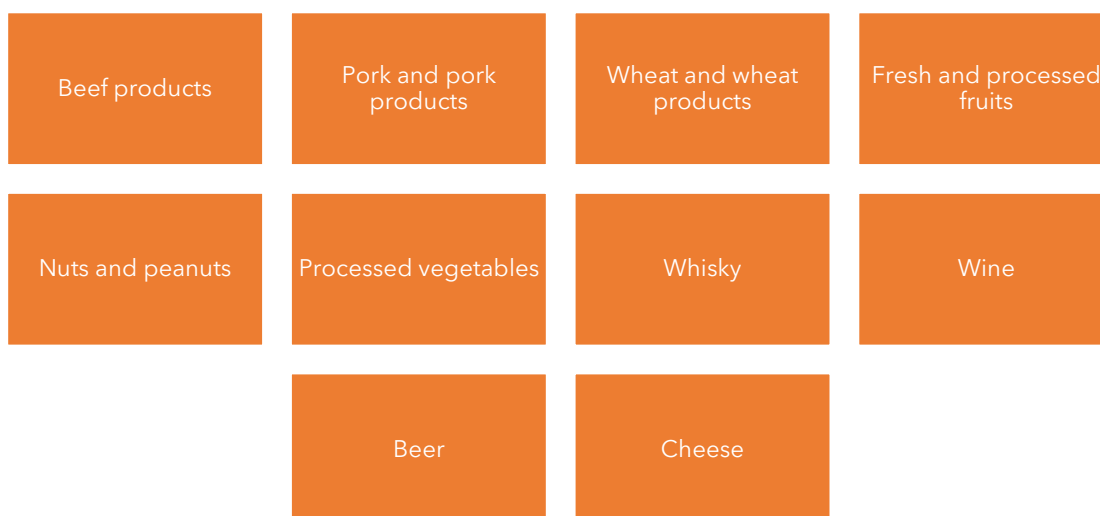 Beef products
Pork and pork
products
Wheat and wheat
products
Fresh and processed
fruits
Nuts and peanuts
Processed vegetables
Whisky
Wine
Beer
Cheese